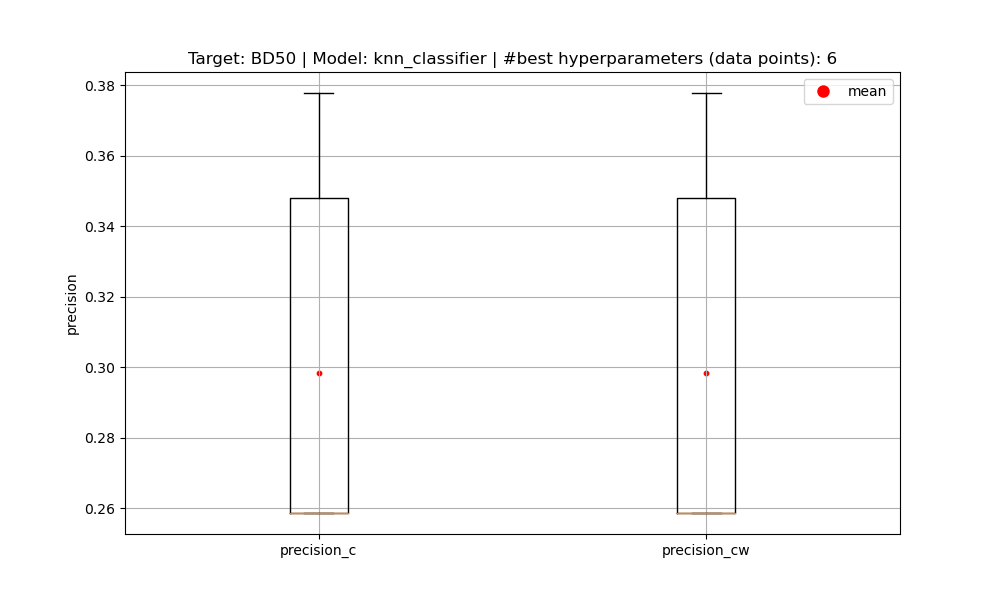 Target: BD50 | Model: knn_classifier | #best hyperparameters (data points): 6
mean
0.38
0.36
0.34
0.32
0.30
0.28
0.26
precision
precision_c
precision_cw